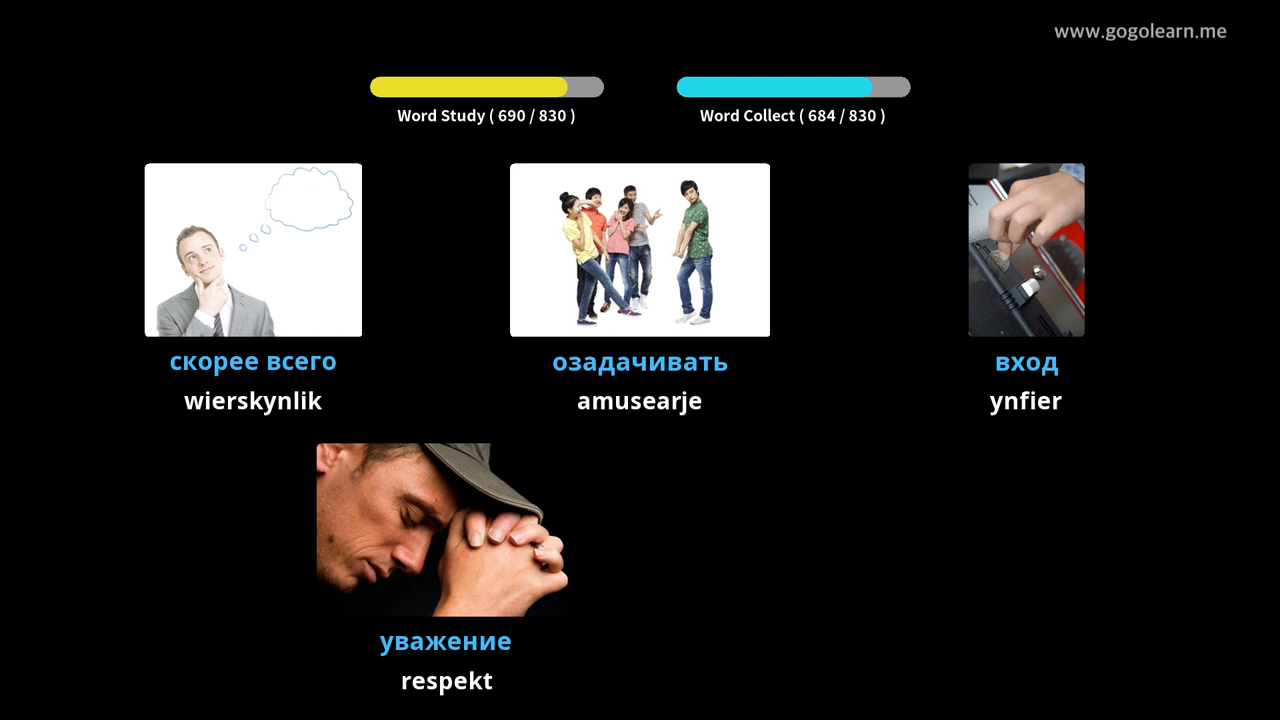 www.gogolearn.me
Word Study ( 690 / 830 )
Word Collect ( 684 / 830 )
скорее всего
wierskynlik
озадачивать
amusearje
вход
ynfier
уважение
respekt